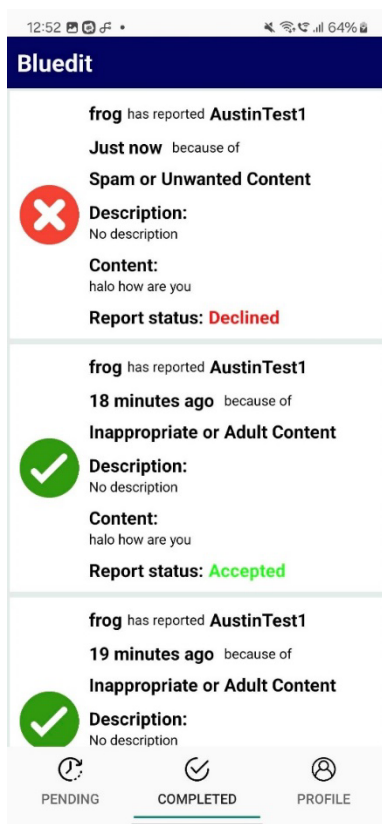 12:52 64%
Bluedit
frog has reported AustinTest1
Just now because of
Spam or Unwanted Content
Description:
No description
Content:
halo how are you
Report status: Declined
frog has reported AustinTest1
18 minutes ago because of
Inappropriate or Adult Content
Description:
No description
Content:
halo how are you
Report status: Accepted
frog has reported AustinTest1
19 minutes ago because of
Inappropriate or Adult Content
Description:
No description
PENDING COMPLETED PROFILE